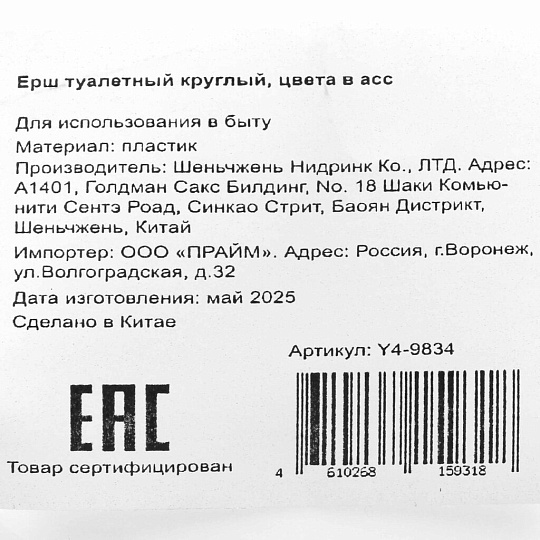 Ерш туалетный круглый, цвета в асс
Для использования в быту
Материал: пластик
Производитель: Шеньчжень Нидринк Ко., ЛТД. Адрес:
А1401, Голдман Сакс Билдинг, No. 18 Шаки Комью-
нити Сентэ Роад, Синкао Стрит, Баоян Дистрикт,
Шеньчжень, Китай
Импортер: ООО «ПРАЙМ». Адрес: Россия, г.Воронеж,
ул.Волгоградская, д.32
Дата изготовления: май 2025
Сделано в Китае
Артикул: Y4-9834
ЕАС
Товар сертифицирован
4 610268 159318